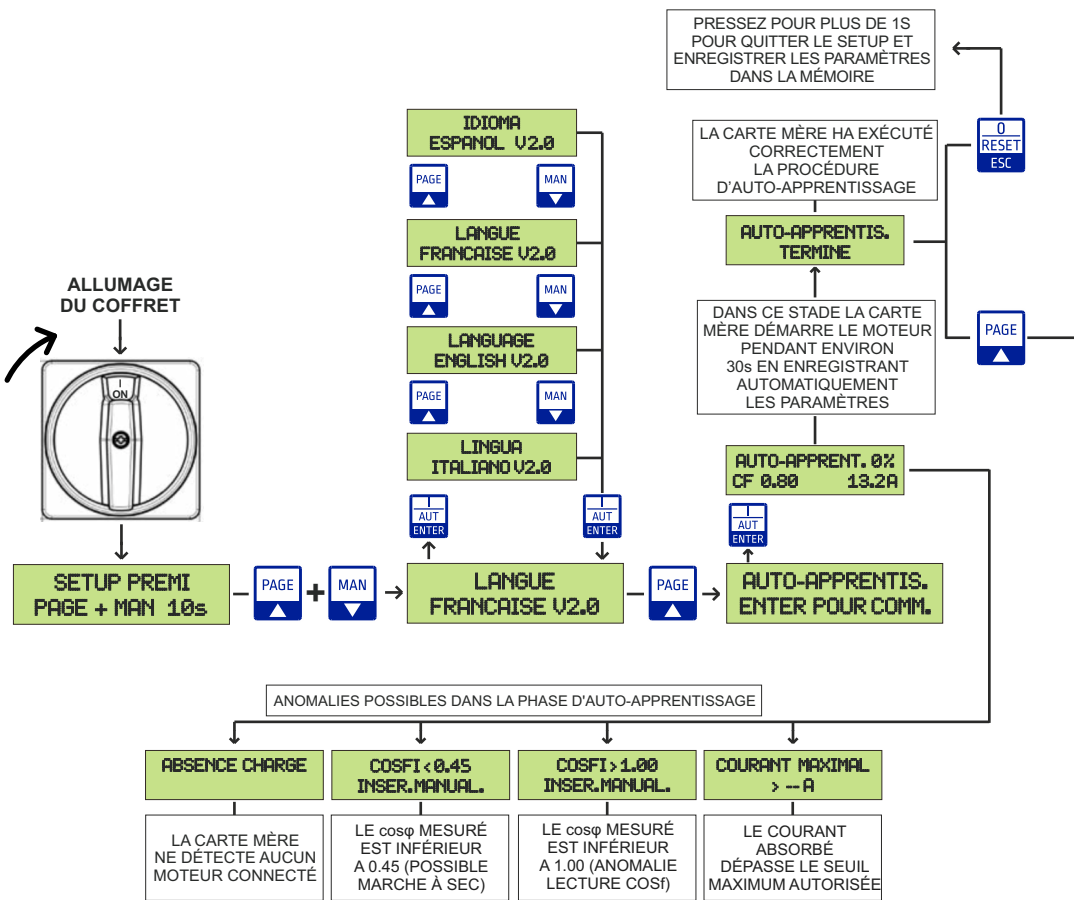 PRESSEZ POUR PLUS DE 1S
POUR QUITTER LE SETUP ET
ENREGISTRER LES PARAMÈTRES
DANS LA MÉMOIRE
0
RESET
ESC
IDIOMA
ESPANOL V2.0
PAGE
MAN
LANGUE
FRANCAISE V2.0
PAGE
MAN
LANGUAGE
ENGLISH V2.0
PAGE
MAN
LINGUA
ITALIANO V2.0
I
AUT
ENTER
I
AUT
ENTER
LA CARTE MÈRE HA EXÉCUTÉ
CORRECTEMENT
LA PROCÉDURE
D'AUTO-APPRENTISSAGE
AUTO-APPRENTIS.
TERMINE
DANS CE STADE LA CARTE
MÈRE DÉMARRE LE MOTEUR
PENDANT ENVIRON
30s EN ENREGISTRANT
AUTOMATIQUEMENT
LES PARAMÈTRES
PAGE
AUTO-APPRENT. 0%
CF 0.80 13.2A
I
AUT
ENTER
ALLUMAGE
DU COFFRET
I
ON
SETUP PREMI
PAGE + MAN 10s
PAGE
+
MAN
LANGUE
FRANCAISE V2.0
PAGE
AUTO-APPRENTIS.
ENTER POUR COMM.
ANOMALIES POSSIBLES DANS LA PHASE D'AUTO-APPRENTISSAGE
ABSENCE CHARGE
LA CARTE MÈRE
NE DÉTECTE AUCUN
MOTEUR CONNECTÉ
COSFI < 0.45
INSER.MANUAL.
LE cosφ MESURÉ
EST INFÉRIEUR
A 0.45 (POSSIBLE
MARCHE À SEC)
COSFI > 1.00
INSER.MANUAL.
LE cosφ MESURÉ
EST INFÉRIEUR
A 1.00 (ANOMALIE
LECTURE COSf)
COURANT MAXIMAL
> -- A
LE COURANT
ABSORBÉ
DÉPASSE LE SEUIL
MAXIMUM AUTORISÉE